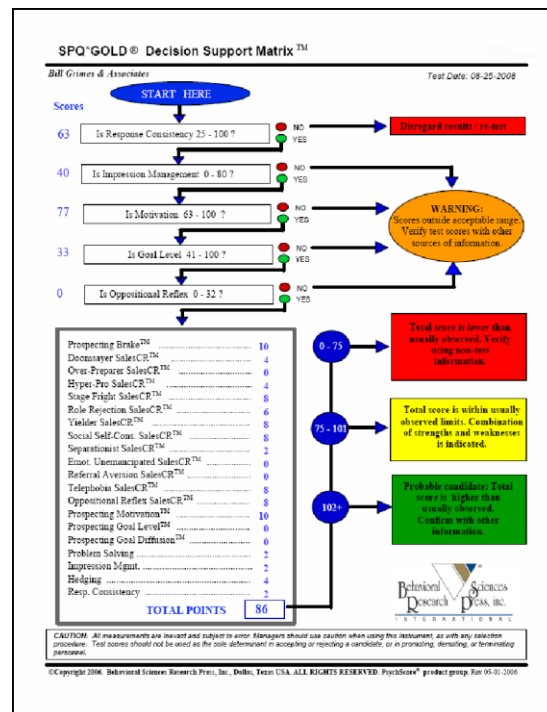 SPQ*GOLD ® Decision Support Matrix ™
Bill Grimes & Associates
Test Date: 08-25-2008
START HERE
Scores
63 Is Response Consistency 25 - 100 ?
NO
YES
Disregard results / re-test
40 Is Impression Management 0 - 80 ?
NO
YES
77 Is Motivation 63 - 100 ?
NO
YES
33 Is Goal Level 41 - 100 ?
NO
YES
0 Is Oppositional Reflex 0 - 32 ?
NO
YES
WARNING:
Scores outside acceptable range.
Verify test scores with other
sources of information.
Prospecting Brake™ 10
Doomsayer SalesCR™ 4
Over-Preparer SalesCR™ 0
Hyper-Pro SalesCR™ 4
Stage Fright SalesCR™ 8
Role Rejection SalesCR™ 6
Yielder SalesCR™ 8
Social Self-Cons. SalesCR™ 8
Separationist SalesCR™ 2
Emot. Unemancipated SalesCR™ 0
Referral Aversion SalesCR™ 0
Telephobia SalesCR™ 8
Oppositional Reflex SalesCR™ 8
Prospecting Motivation™ 10
Prospecting Goal Level™ 0
Prospecting Goal Diffusion™ 0
Problem Solving 2
Impression Mgmt. 2
Hedging 4
Resp. Consistency 2
TOTAL POINTS 86
0 - 75
Total score is lower than
usually observed. Verify
using non-test
information.
75 - 101
Total score is within usually
observed limits. Combination
of strengths and weaknesses
is indicated.
102+
Probable candidate: Total
score is higher than
usually observed.
Confirm with other
information.
Behavioral Sciences
Research Press, inc.
INTERNATIONAL
CAUTION: All measurements are inexact and subject to error. Managers should use caution when using this instrument, as with any selection
procedure. Test scores should not be used as the sole determinant in accepting or rejecting a candidate, or in promoting, demoting, or terminating
personnel.
©Copyright 2006. Behavioral Sciences Research Press, Inc., Dallas, Texas USA. ALL RIGHTS RESERVED. PsychScore® product group. Rev 05-01-2006